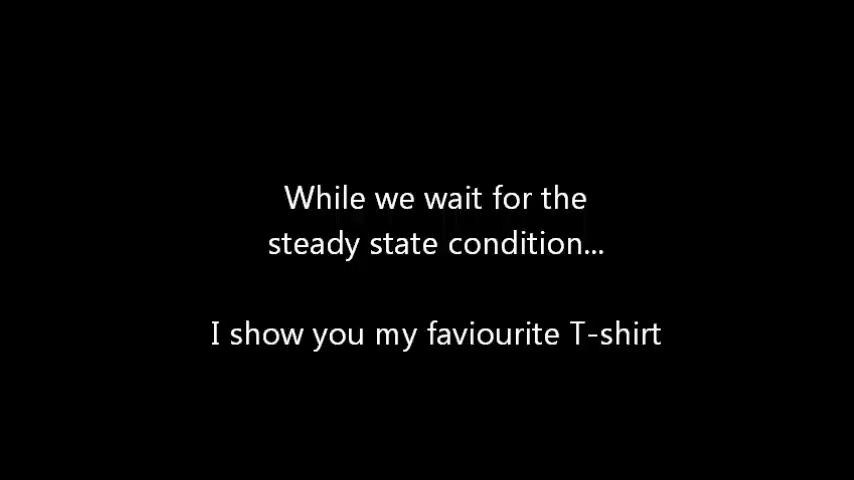 While we wait for the
steady state condition...
I show you my faviourite T-shirt